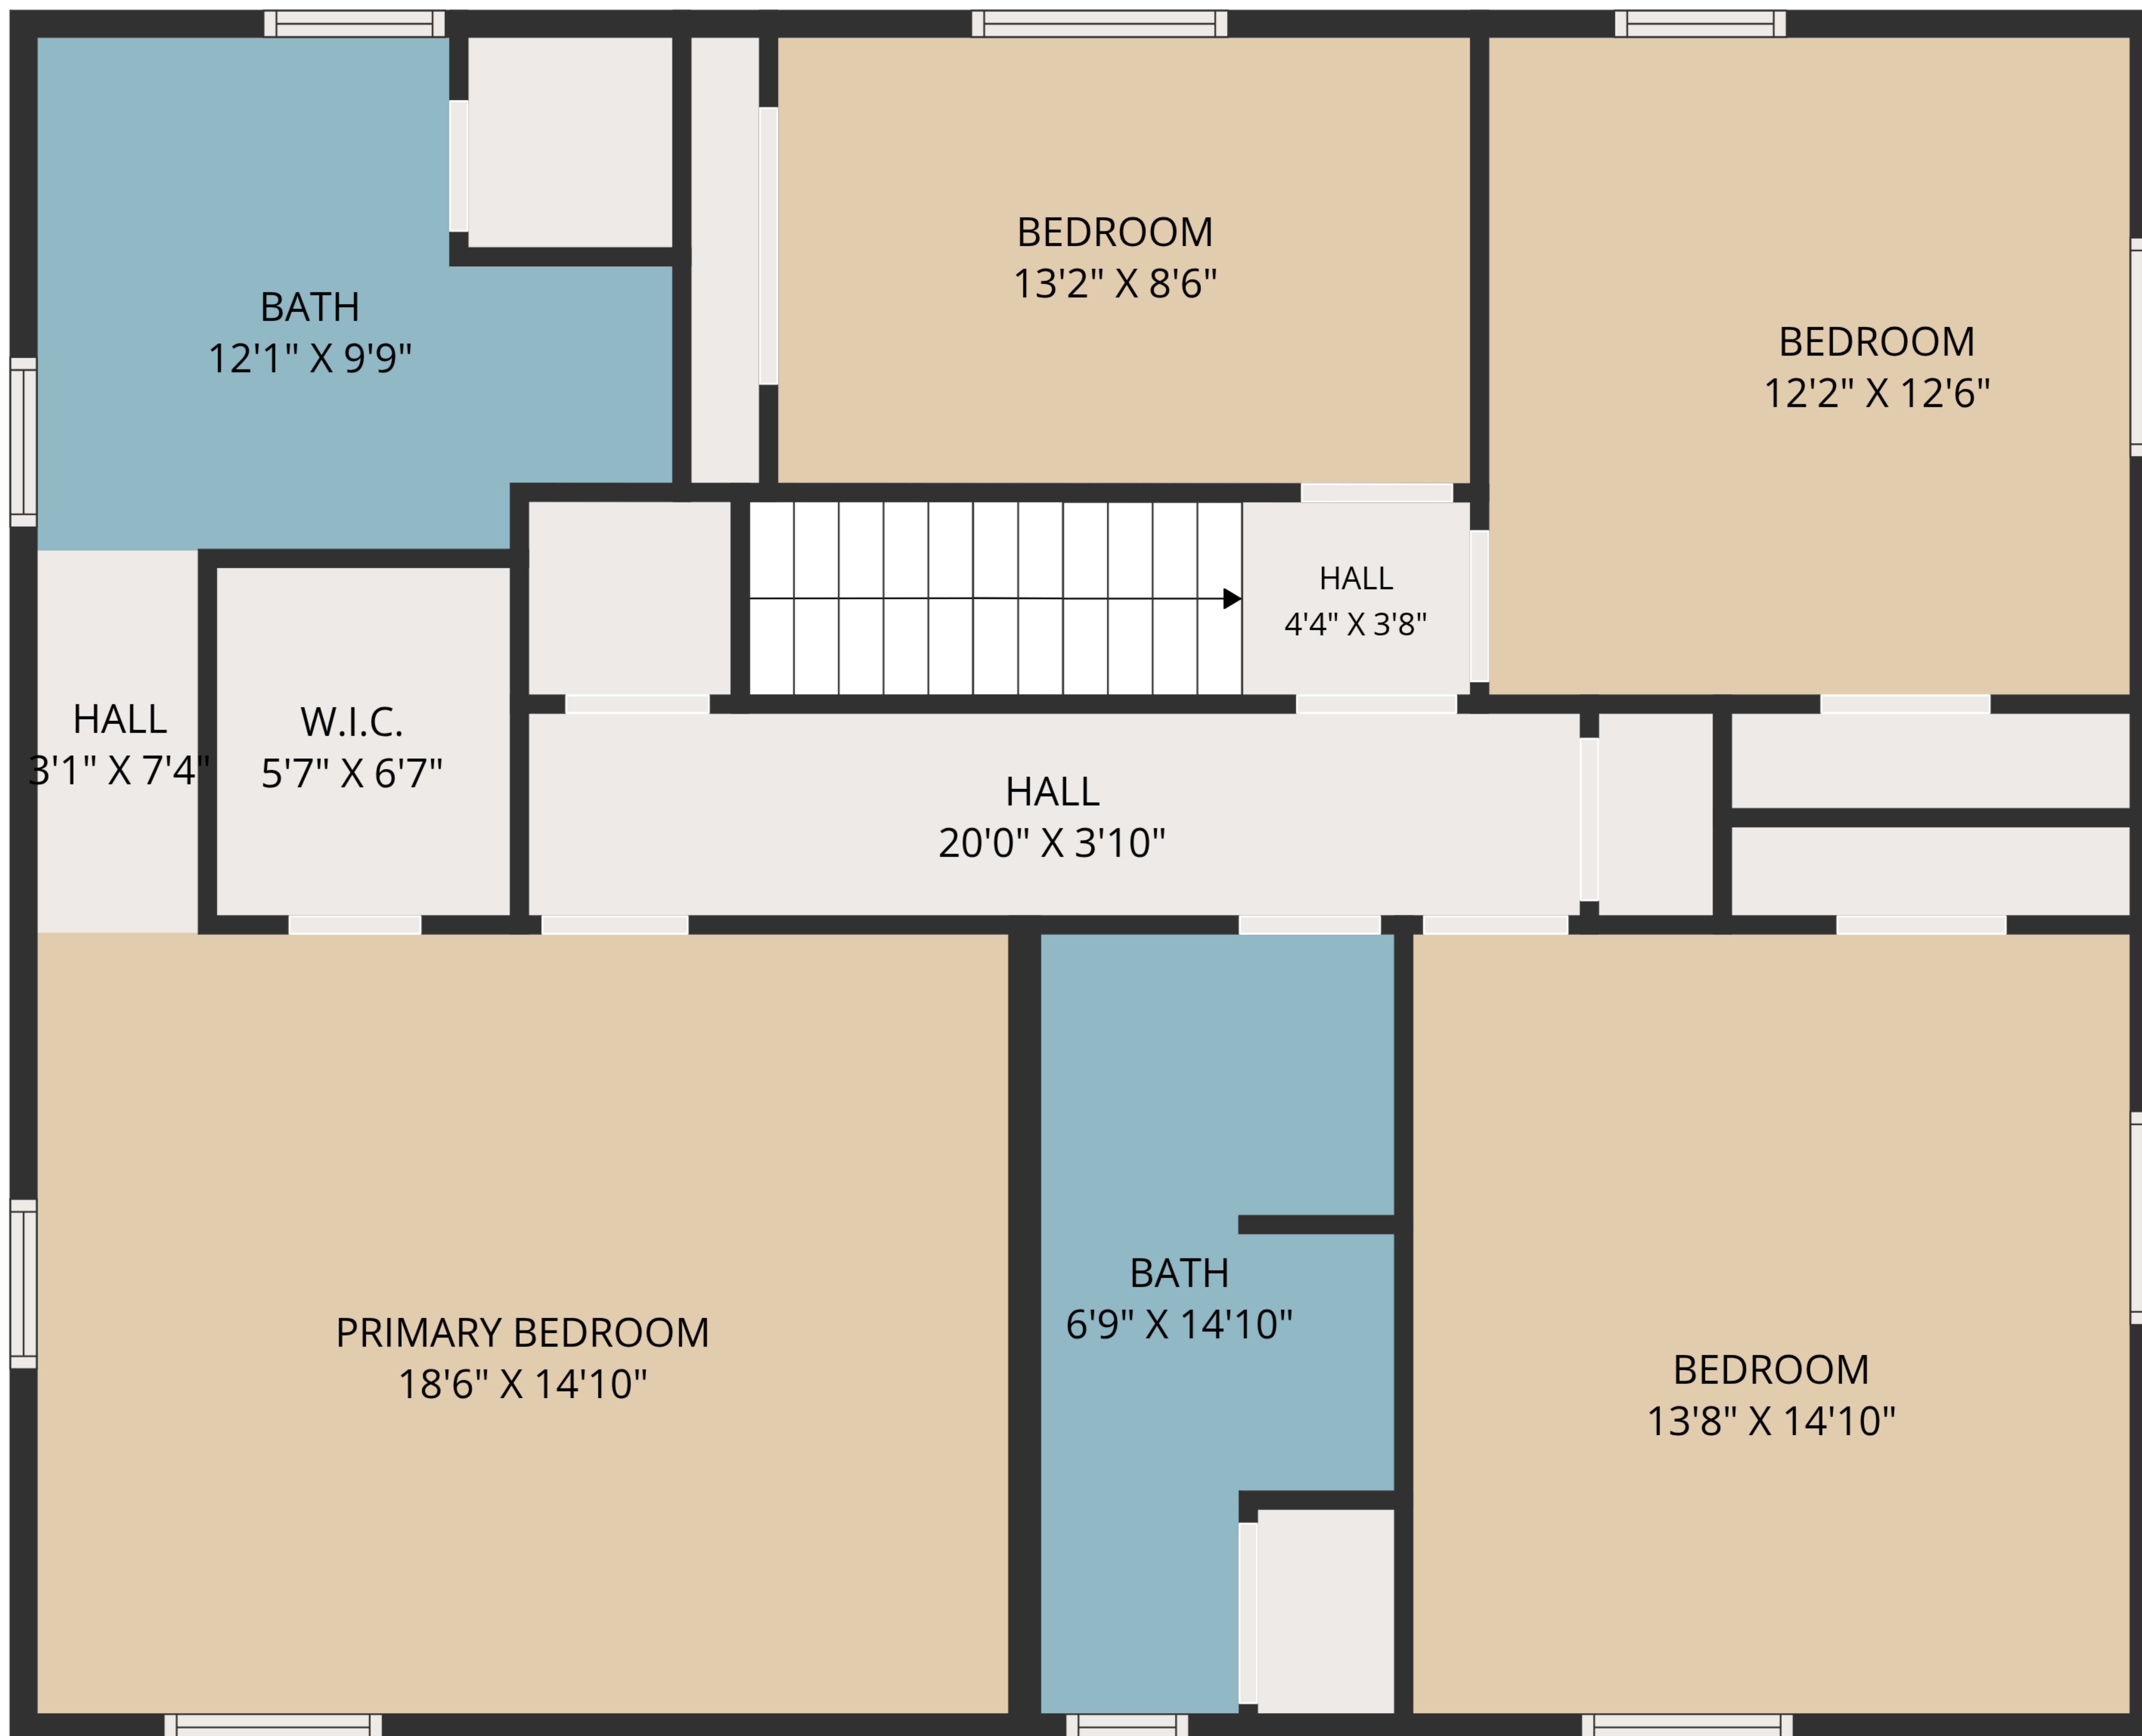 BEDROOM
13'2" X 8'6"
BATH
12'1" X 9'9"
BEDROOM
12'2" X 12'6"
HALL
4'4" X 3'8"
HALL
3'1" X 7'4"
W.I.C.
5'7" X 6'7"
HALL
20'0" X 3'10"
BATH
6'9" X 14'10"
PRIMARY BEDROOM
18'6" X 14'10"
BEDROOM
13'8" X 14'10"